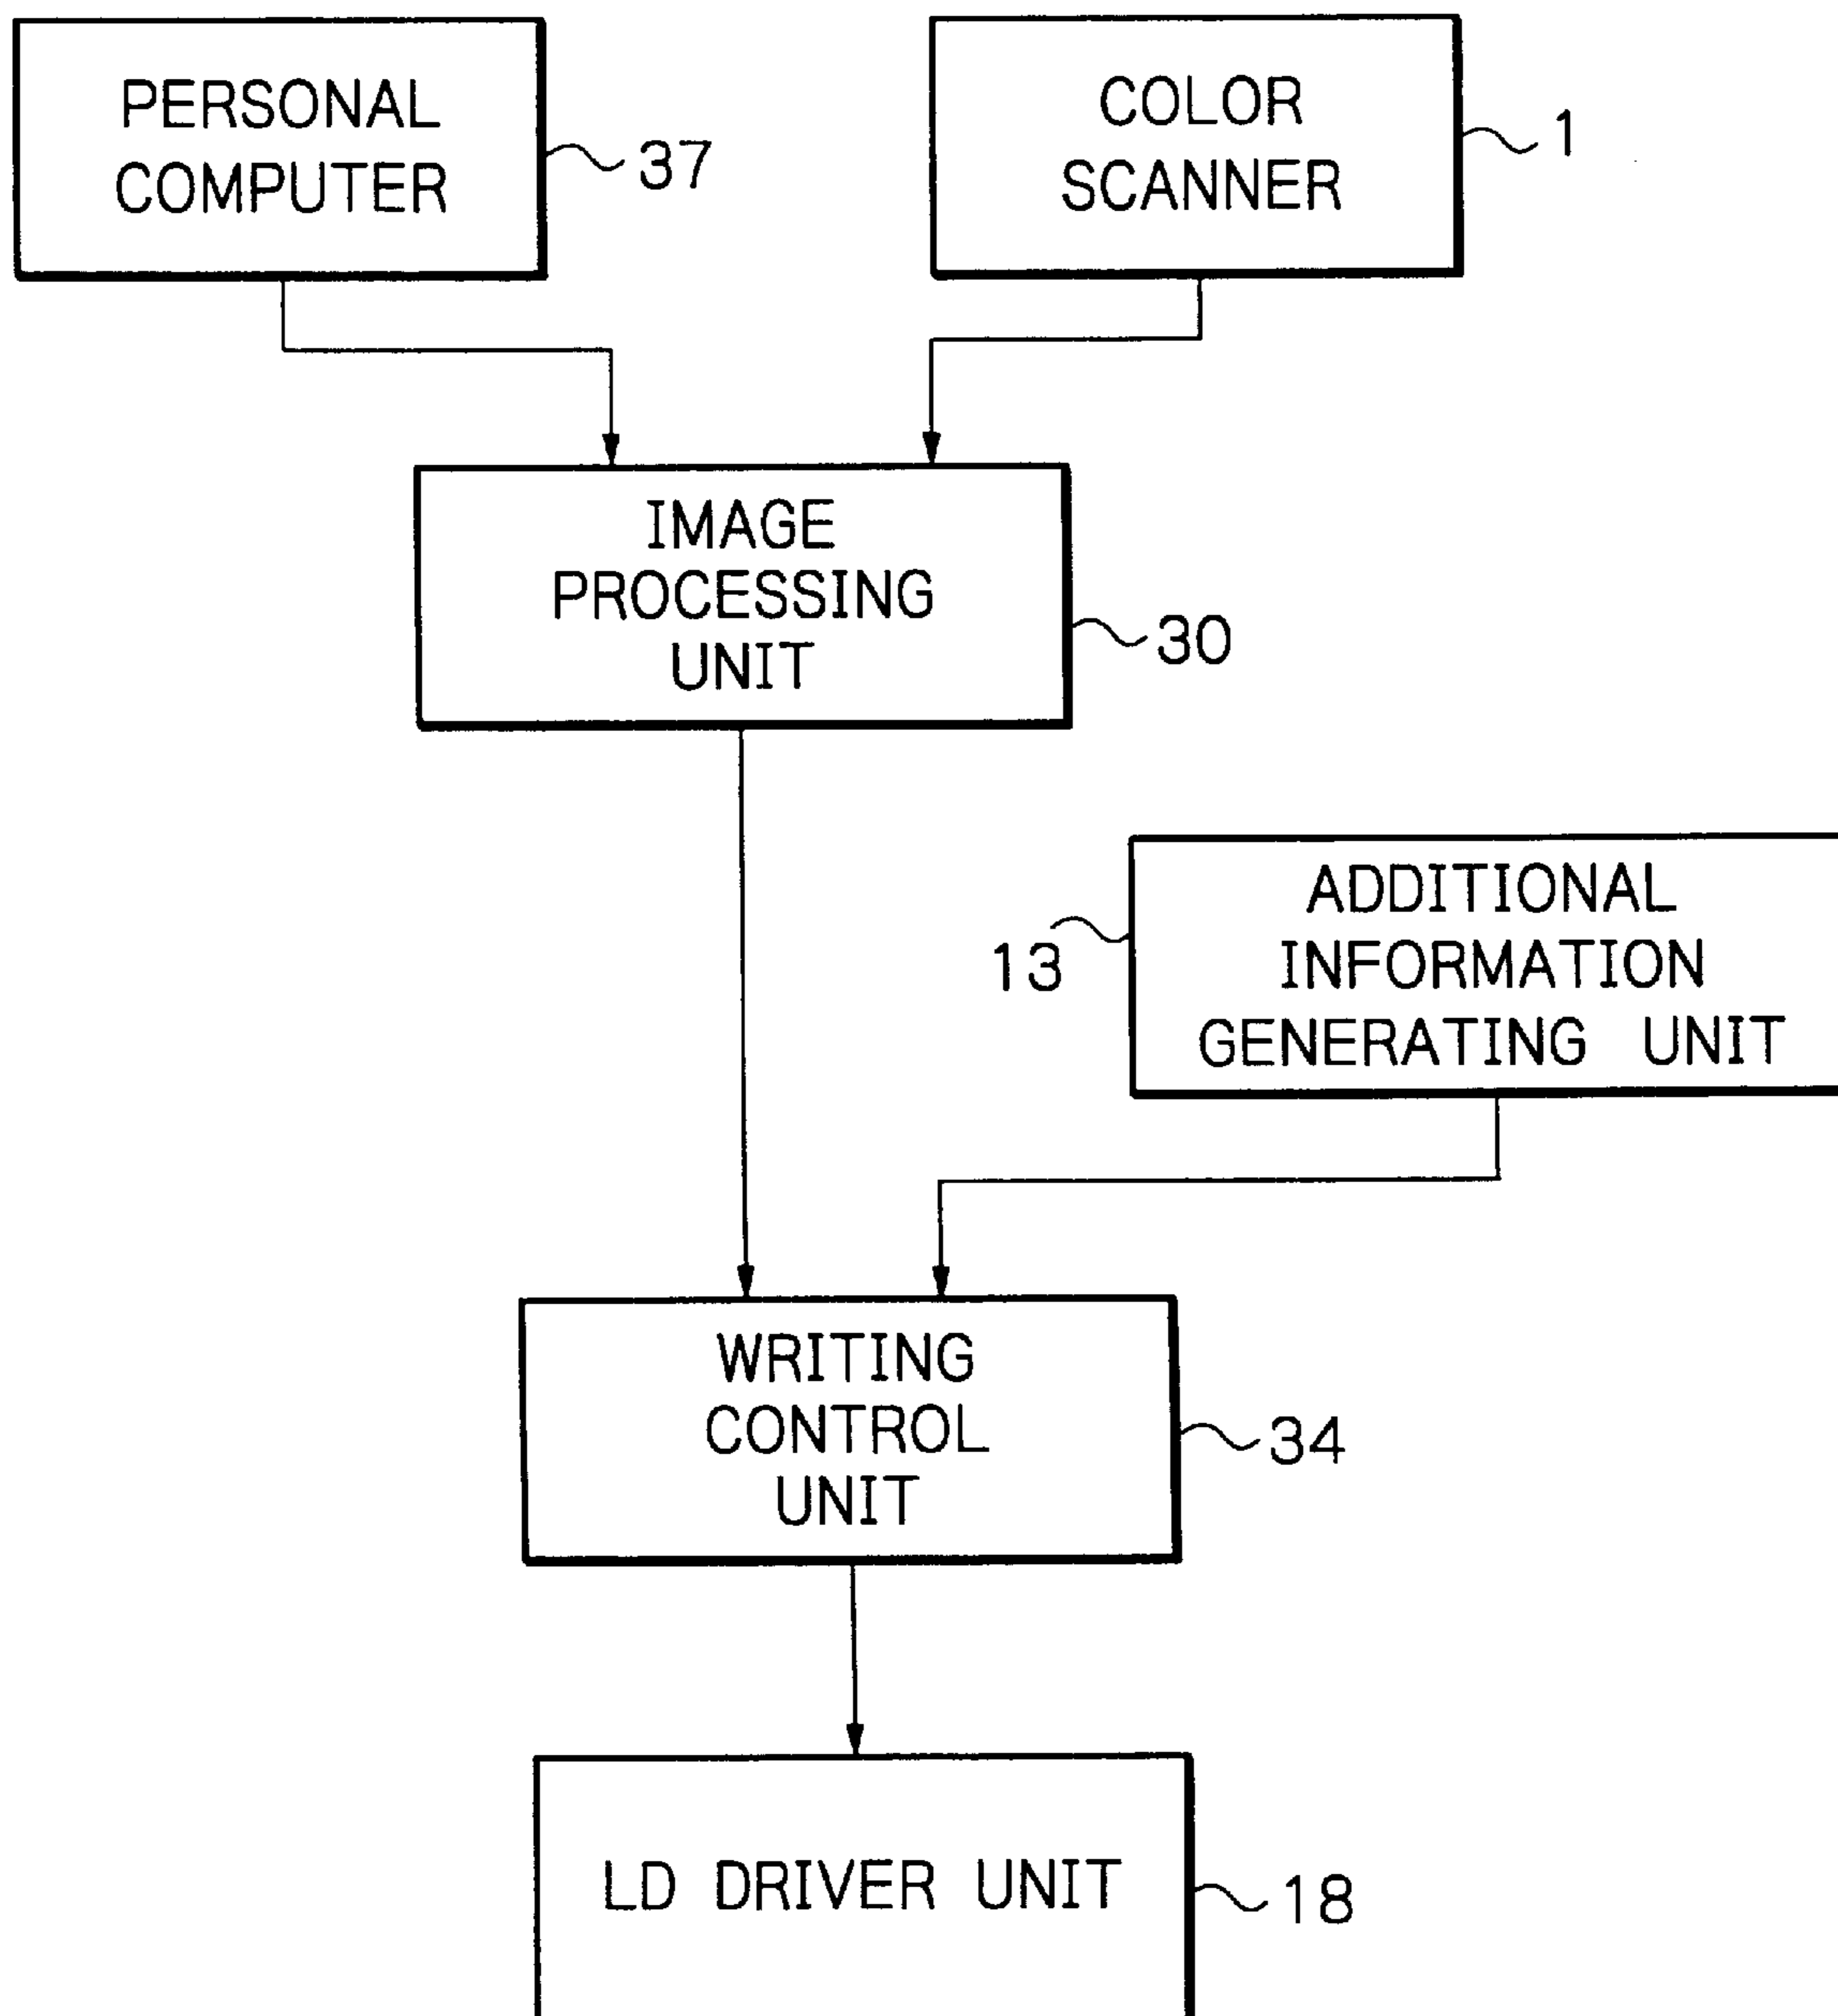 PERSONAL
COMPUTER
37
COLOR
SCANNER
1
IMAGE
PROCESSING
UNIT
30
ADDITIONAL
INFORMATION
GENERATING UNIT
13
WRITING
CONTROL
UNIT
34
LD DRIVER UNIT
18